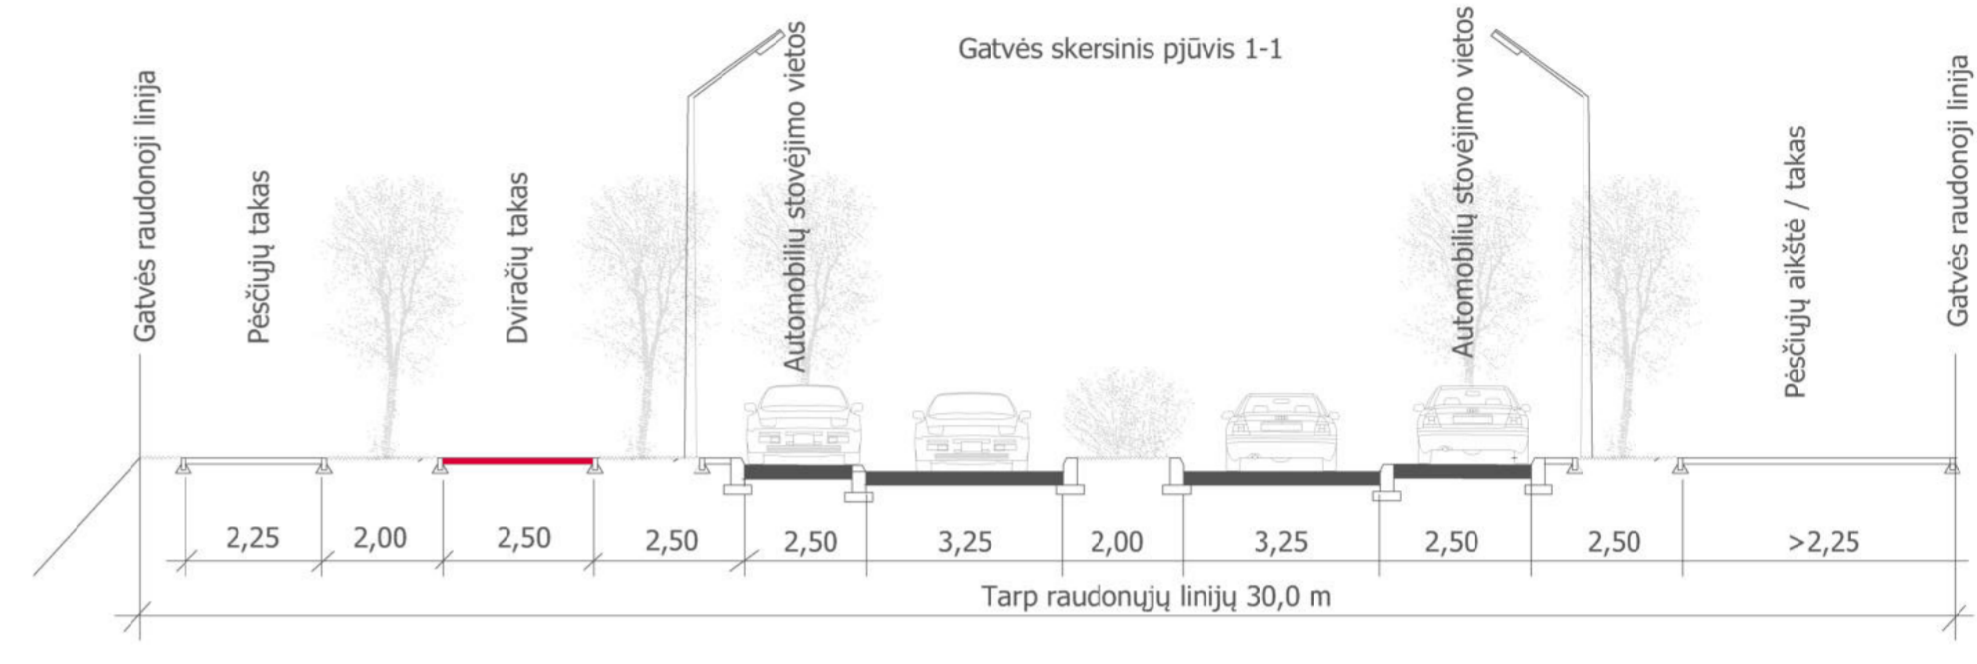 Gatvės skersinis pjūvis 1-1
Gatvės raudonoji linija
Pėsčiųjų takas
Dviračių takas
Automobilių stovėjimo vietos
Automobilių stovėjimo vietos
Pėsčiųjų aikštė / takas
Gatvės raudonoji linija
2,25 2,00 2,50 2,50 2,50 3,25 2,00 3,25 2,50 2,50 >2,25
Tarp raudonųjų linijų 30,0 m